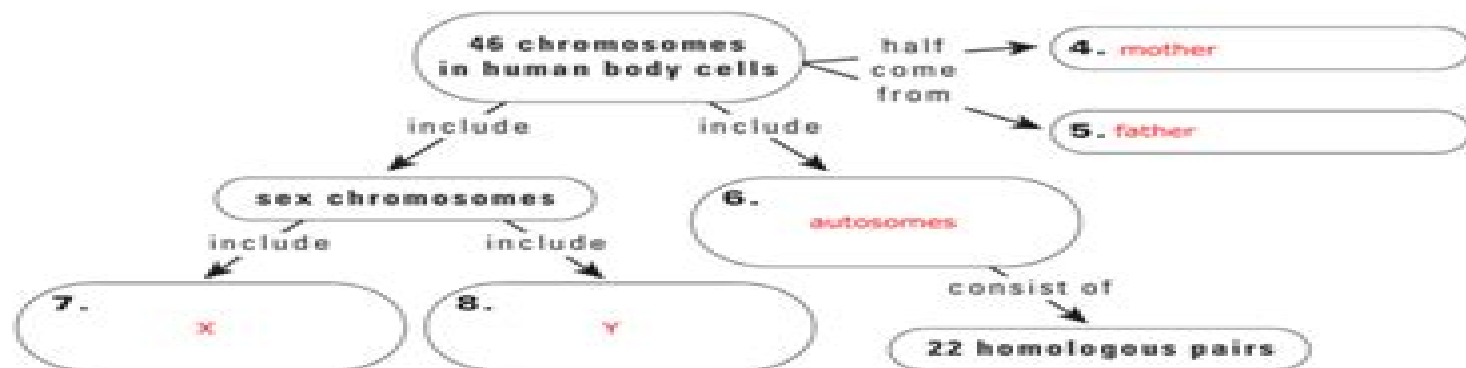 46 chromosomes
in human body cells
half
come
from
4. mother
5. father
include
include
sex chromosomes
6.
autosomes
include
include
consist of
7.
X
8.
Y
22 homologous pairs